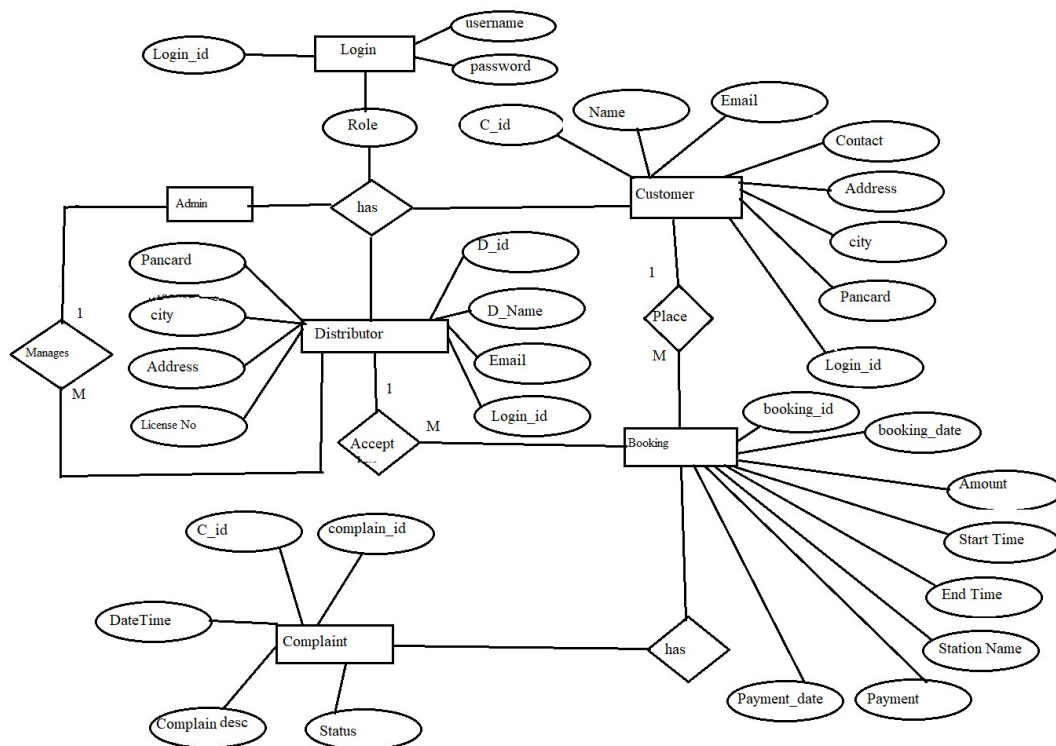 username
Login
Login_id
password
Role
Email
Name
C_id
Contact
Customer
Address
Admin
has
city
Pancard
D_id
Pancard
city
D_Name
1
Place
1
Distributor
Manages
Email
M
Address
Login_id
M
1
booking_id
Login_id
License No
M
Accept
Booking
booking_date
Amount
C_id
complain_id
Start Time
End Time
DateTime
Complaint
has
Station Name
Payment_date
Payment
Complain desc
Status